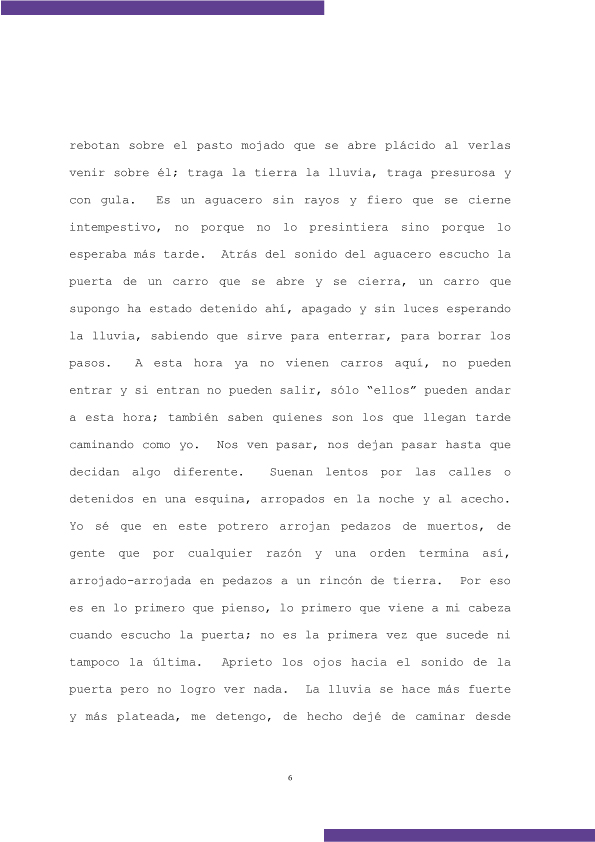 rebotan sobre el pasto mojado que se abre plácido al verlas
venir sobre él; traga la tierra la lluvia, traga presurosa y
con gula.  Es un aguacero sin rayos y fiero que se cierne
intempestivo, no porque no lo presintiera sino porque lo
esperaba más tarde.  Atrás del sonido del aguacero escucho la
puerta de un carro que se abre y se cierra, un carro que
supongo ha estado detenido ahí, apagado y sin luces esperando
la lluvia, sabiendo que sirve para enterrar, para borrar los
pasos.  A esta hora ya no vienen carros aquí, no pueden
entrar y si entran no pueden salir, sólo “ellos” pueden andar
a esta hora; también saben quienes son los que llegan tarde
caminando como yo.  Nos ven pasar, nos dejan pasar hasta que
decidan algo diferente.  Suenan lentos por las calles o
detenidos en una esquina, arropados en la noche y al acecho.
Yo sé que en este potrero arrojan pedazos de muertos, de
gente que por cualquier razón y una orden termina así,
arrojado-arrojada en pedazos a un rincón de tierra.  Por eso
es en lo primero que pienso, lo primero que viene a mi cabeza
cuando escucho la puerta; no es la primera vez que sucede ni
tampoco la última.  Aprieto los ojos hacia el sonido de la
puerta pero no logro ver nada.  La lluvia se hace más fuerte
y más plateada, me detengo, de hecho dejé de caminar desde
6